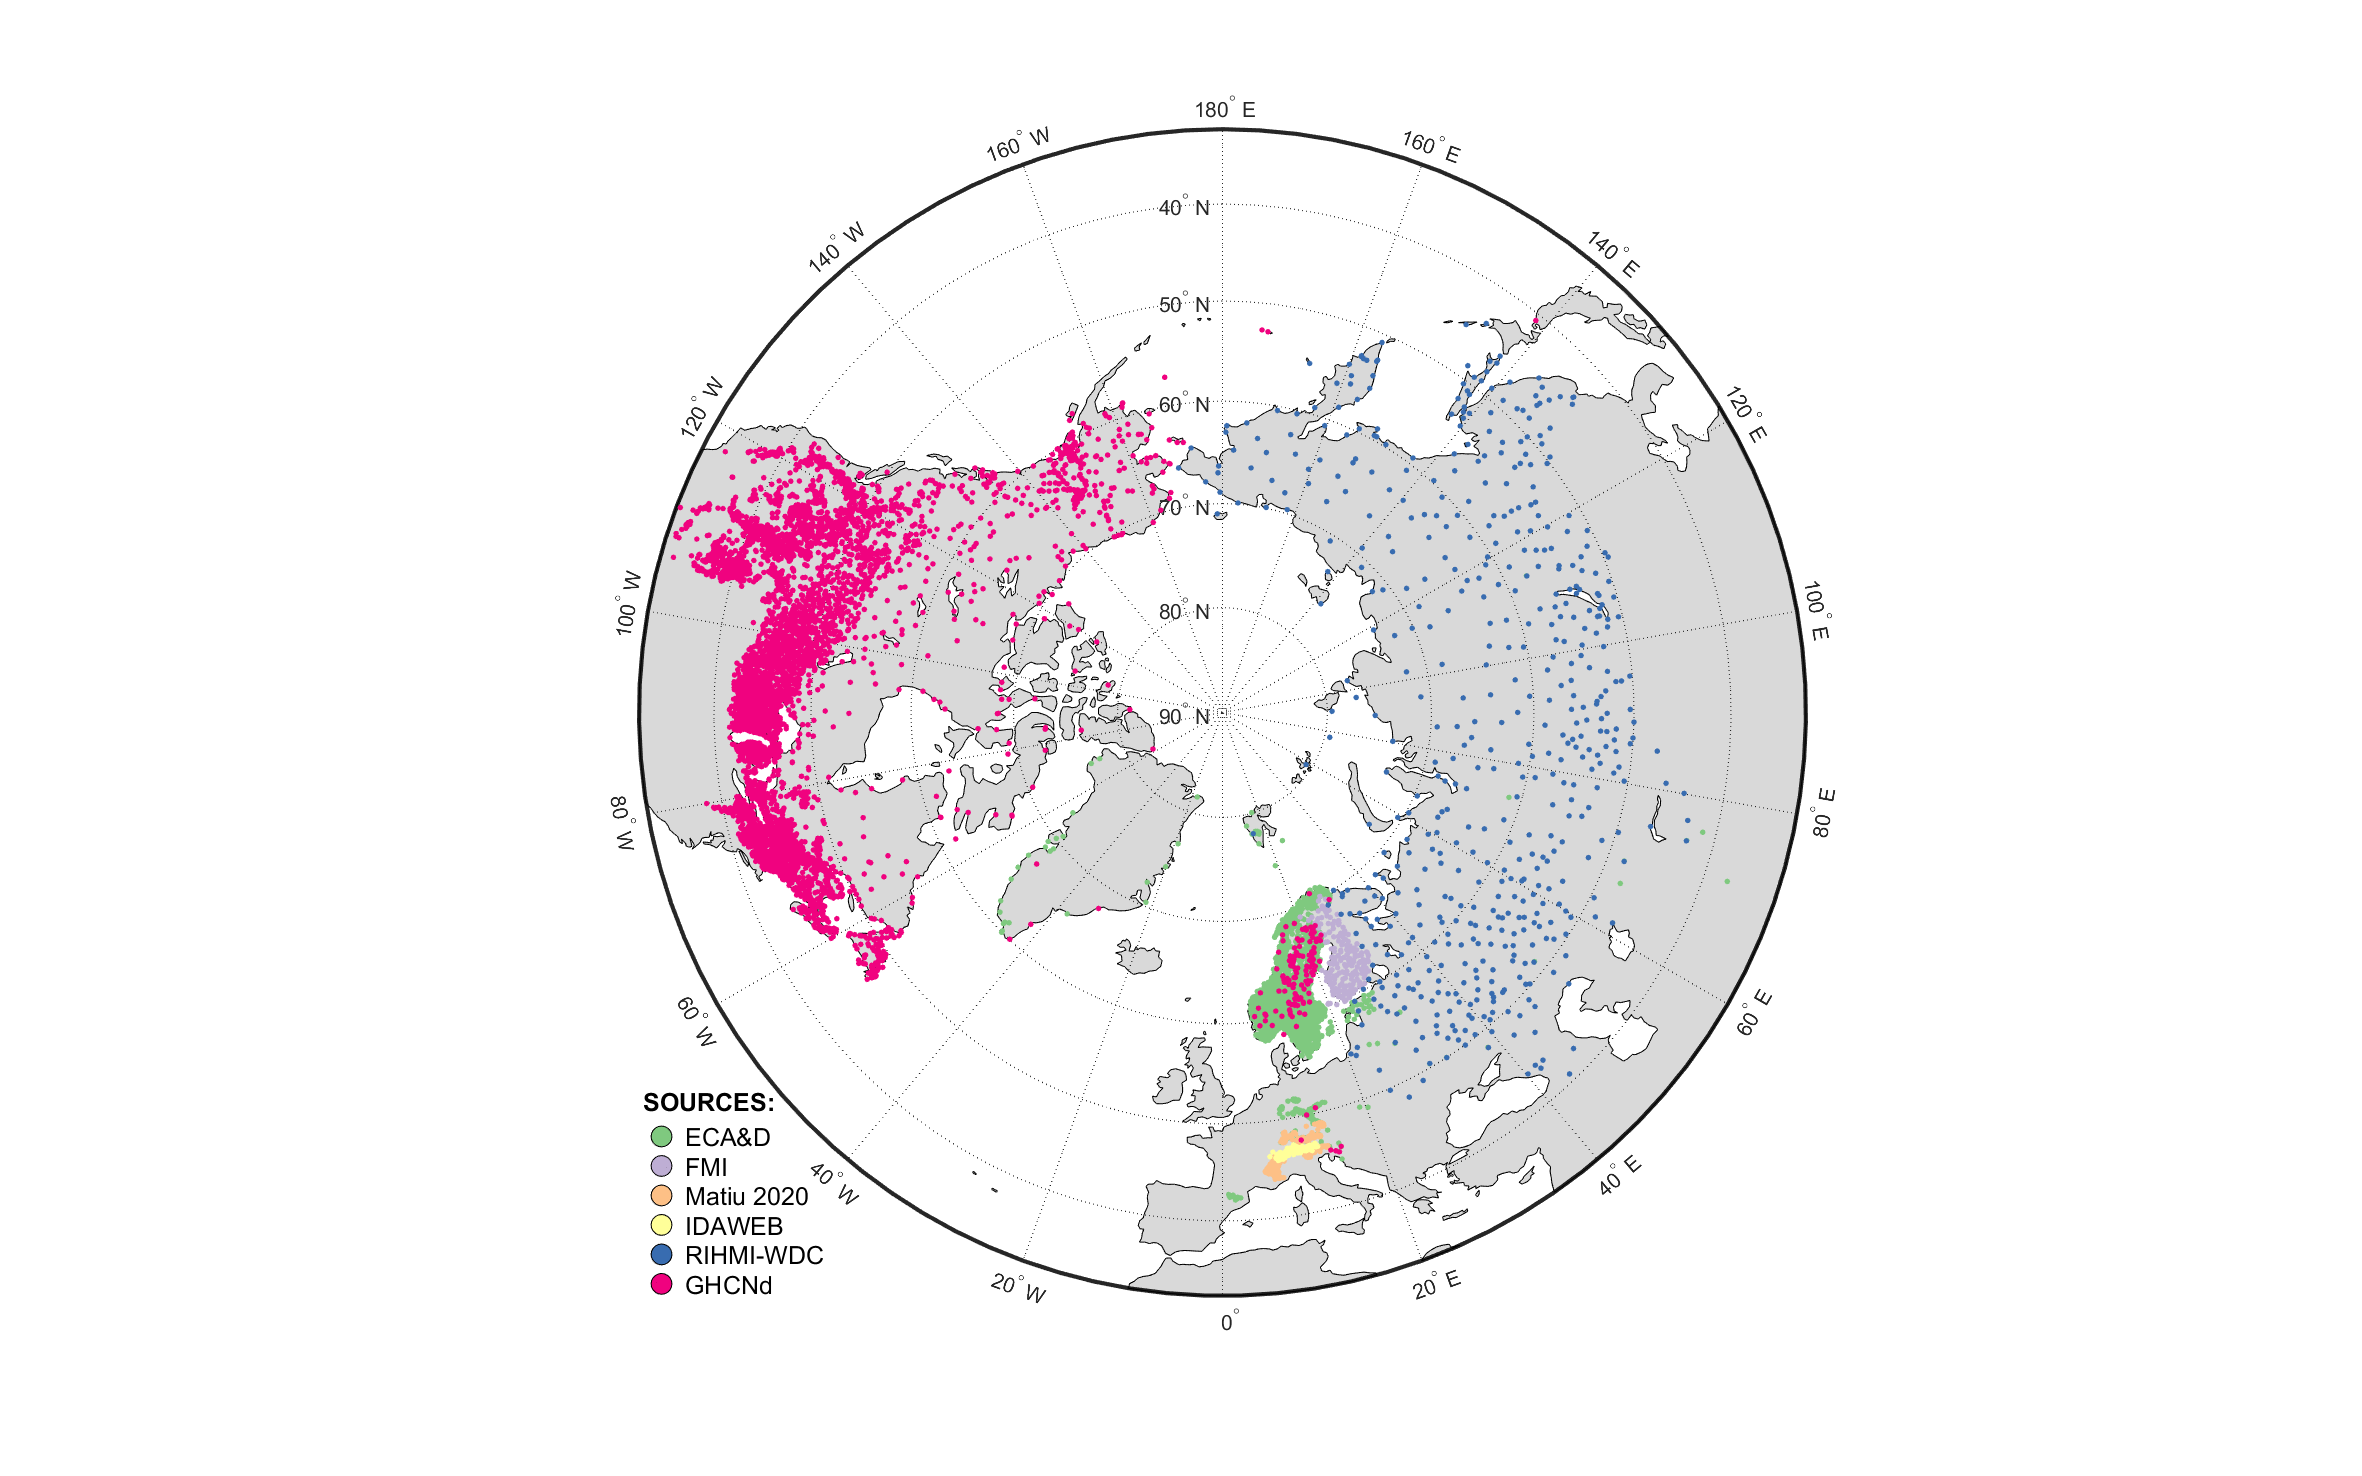 180° E
160° W
160° E
140° W
140° E
120° W
120° E
100° W
100° E
80° W
80° E
60° W
60° E
40° W
40° E
20° W
20° E
0°
40° N
50° N
60° N
70° N
80° N
90° N
SOURCES:
ECA&D
FMI
Matiu 2020
IDAWEB
RIHMI-WDC
GHCNd